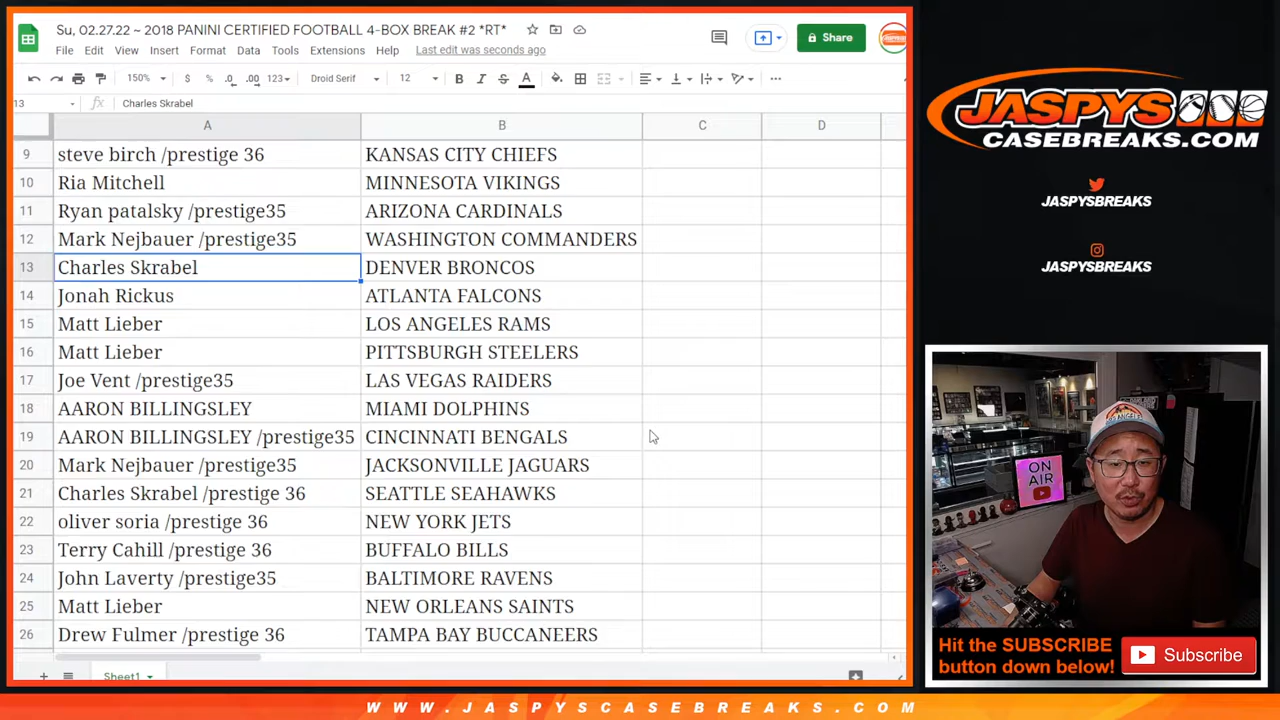 Su, 02.27.22 ~ 2018 PANINI CERTIFIED FOOTBALL 4-BOX BREAK #2 *RT*
File Edit View Insert Format Data Tools Extensions Help Last edit was seconds ago
Share
150% $ % .0 .00 123 Droid Serif 12 B I S A
13 fx Charles Skrabel
A B C D
9 steve birch /prestige 36 KANSAS CITY CHIEFS
10 Ria Mitchell MINNESOTA VIKINGS
11 Ryan patalsky /prestige35 ARIZONA CARDINALS
12 Mark Nejbauer /prestige35 WASHINGTON COMMANDERS
13 Charles Skrabel DENVER BRONCOS
14 Jonah Rickus ATLANTA FALCONS
15 Matt Lieber LOS ANGELES RAMS
16 Matt Lieber PITTSBURGH STEELERS
17 Joe Vent /prestige35 LAS VEGAS RAIDERS
18 AARON BILLINGSLEY MIAMI DOLPHINS
19 AARON BILLINGSLEY /prestige35 CINCINNATI BENGALS
20 Mark Nejbauer /prestige35 JACKSONVILLE JAGUARS
21 Charles Skrabel /prestige 36 SEATTLE SEAHAWKS
22 oliver soria /prestige 36 NEW YORK JETS
23 Terry Cahill /prestige 36 BUFFALO BILLS
24 John Laverty /prestige35 BALTIMORE RAVENS
25 Matt Lieber NEW ORLEANS SAINTS
26 Drew Fulmer /prestige 36 TAMPA BAY BUCCANEERS
Sheet1
JASPYS
CASEBREAKS.COM
JASPYSBREAKS
JASPYSBREAKS
ON
AIR
Hit the SUBSCRIBE
button down below!
Subscribe
WWW.JASPYSCASEBREAKS.COM